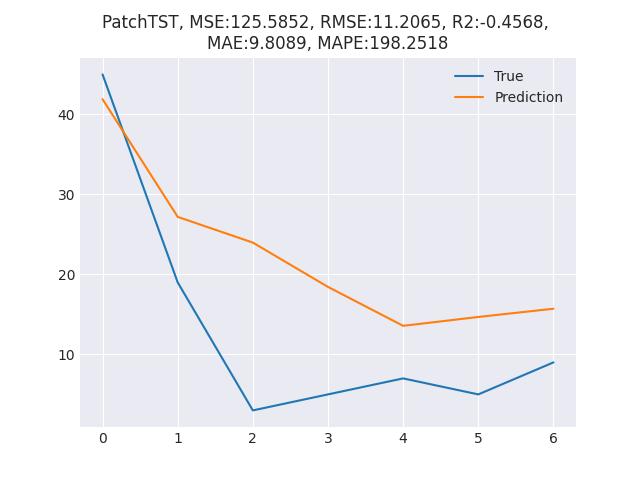 PatchTST, MSE:125.5852, RMSE:11.2065, R2:-0.4568,
MAE:9.8089, MAPE:198.2518
True
Prediction
40
30
20
10
0 1 2 3 4 5 6